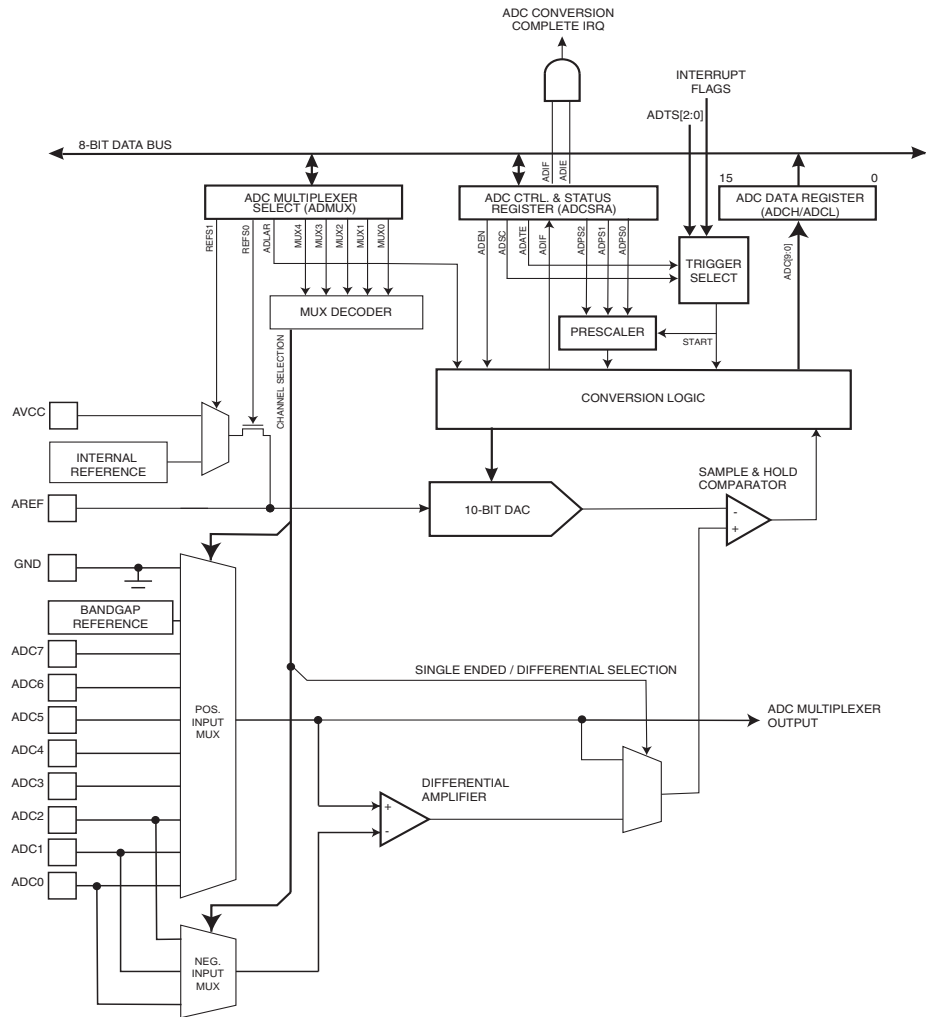 ADC CONVERSION
COMPLETE IRQ
INTERRUPT
FLAGS
ADTS[2:0]
8-BIT DATA BUS
ADIF
ADIE
15
0
ADC MULTIPLEXER
SELECT (ADMUX)
ADC CTRL. & STATUS
REGISTER (ADCSRA)
ADC DATA REGISTER
(ADCH/ADCL)
REFS1
REFS0
ADLAR
MUX4
MUX3
MUX2
MUX1
MUX0
ADEN
ADSC
ADATE
ADIF
ADPS2
ADPS1
ADPS0
ADC[9:0]
TRIGGER
SELECT
MUX DECODER
PRESCALER
START
CHANNEL SELECTION
CONVERSION LOGIC
AVCC
INTERNAL
REFERENCE
SAMPLE & HOLD
COMPARATOR
AREF
10-BIT DAC
-
+
GND
BANDGAP
REFERENCE
ADC7
SINGLE ENDED / DIFFERENTIAL SELECTION
ADC6
ADC5
POS.
INPUT
MUX
ADC MULTIPLEXER
OUTPUT
ADC4
ADC3
DIFFERENTIAL
AMPLIFIER
+
-
ADC2
ADC1
ADC0
NEG.
INPUT
MUX